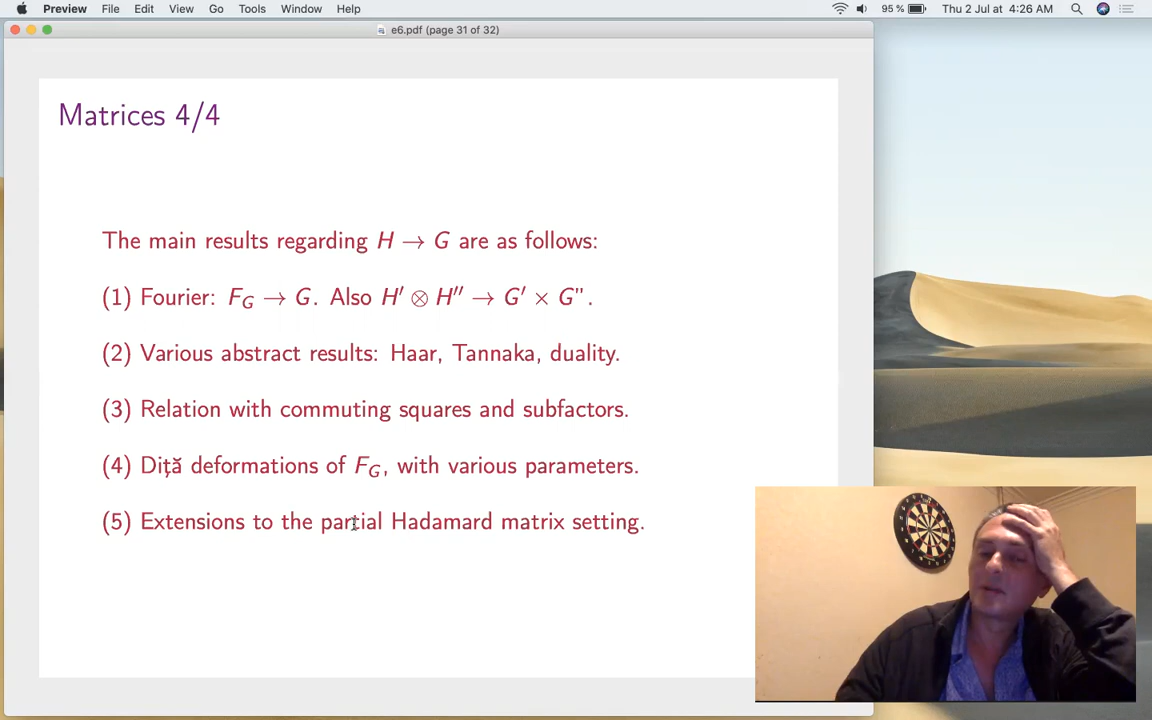 Preview File Edit View Go Tools Window Help 95 % Thu 2 Jul at 4:26 AM
e6.pdf (page 31 of 32)
Matrices 4/4
The main results regarding H → G are as follows:
(1) Fourier: F_G → G. Also H′ ⊗ H″ → G′ × G”.
(2) Various abstract results: Haar, Tannaka, duality.
(3) Relation with commuting squares and subfactors.
(4) Diţă deformations of F_G, with various parameters.
(5) Extensions to the partial Hadamard matrix setting.